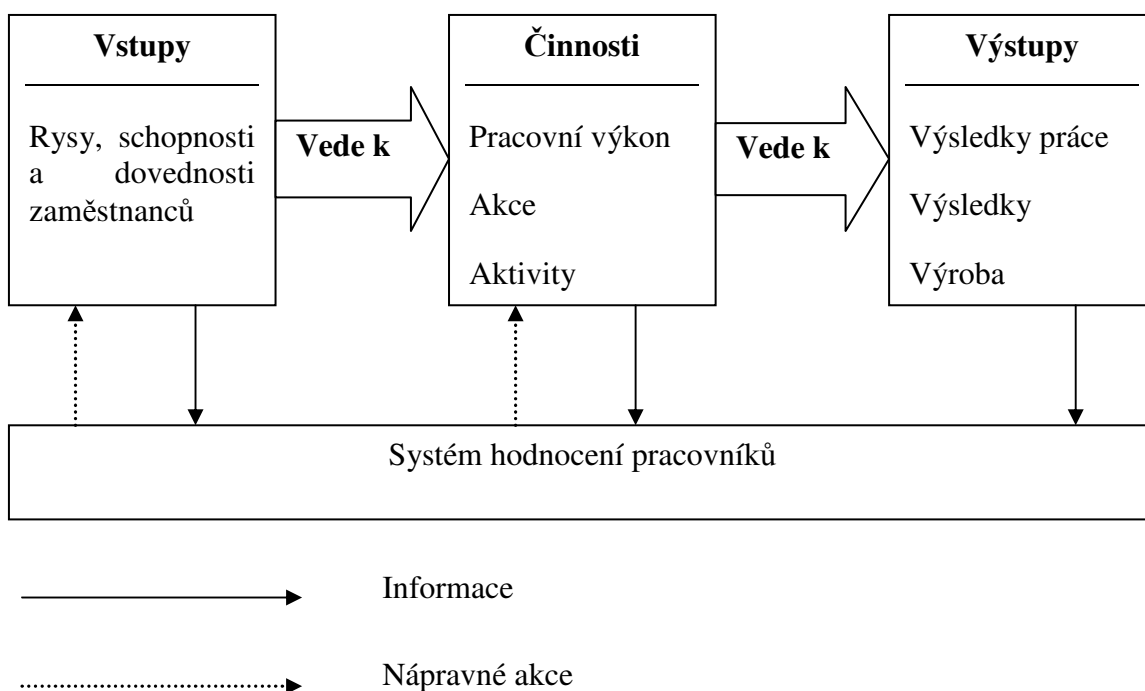 Vstupy
Rysy, schopnosti
a dovednosti
zaměstnanců
Vede k
Činnosti
Pracovní výkon
Akce
Aktivity
Vede k
Výstupy
Výsledky práce
Výsledky
Výroba
Systém hodnocení pracovníků
Informace
Nápravné akce